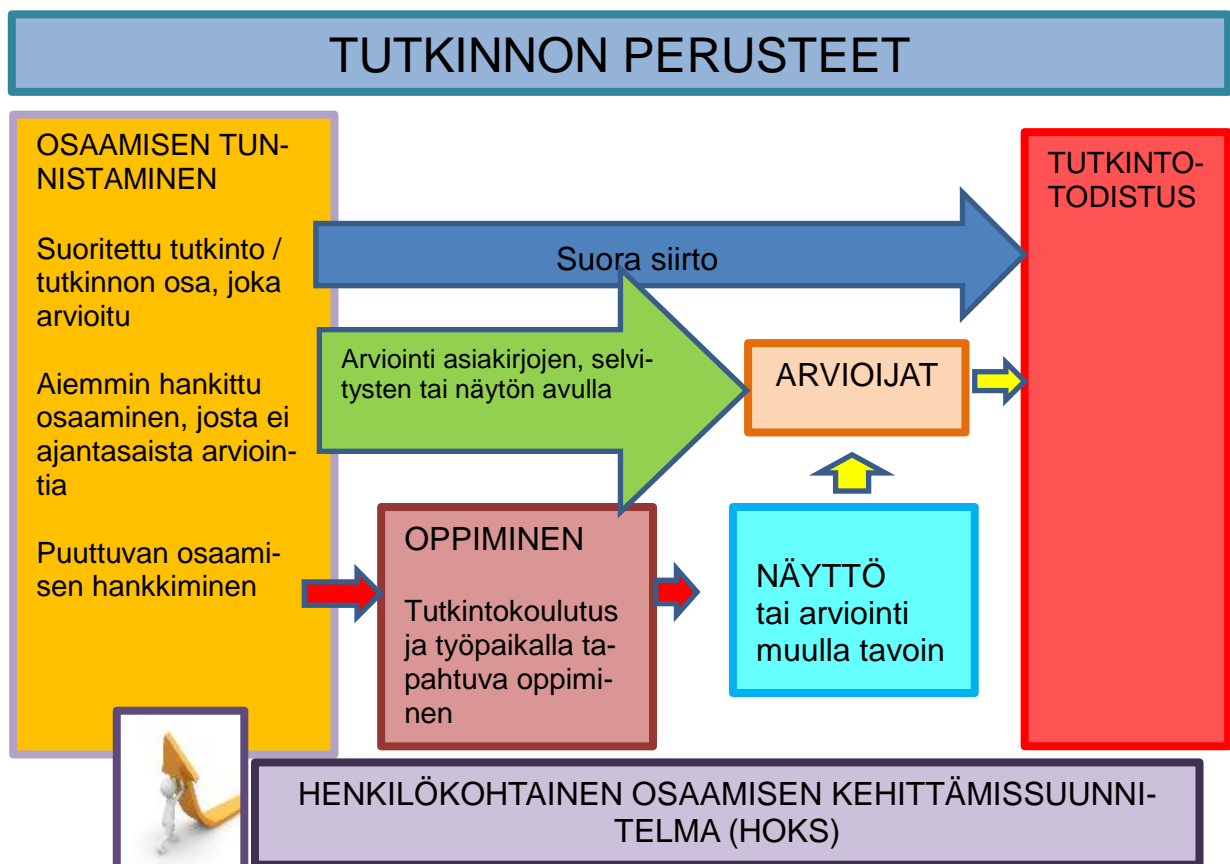 TUTKINNON PERUSTEET
OSAAMISEN TUN-
NISTAMINEN
Suoritettu tutkinto /
tutkinnon osa, joka
arvioitu
Aiemmin hankittu
osaaminen, josta ei
ajantasaista arvioin-
tia
Puuttuvan osaami-
sen hankkiminen
Suora siirto
Arviointi asiakirjojen, selvi-
tysten tai näytön avulla
ARVIOIJAT
TUTKINTO-
TODISTUS
OPPIMINEN
Tutkintokoulutus
ja työpaikalla ta-
pahtuva oppimi-
nen
NÄYTTÖ
tai arviointi
muulla tavoin
HENKILÖKOHTAINEN OSAAMISEN KEHITTÄMISSUUNNI-
TELMA (HOKS)